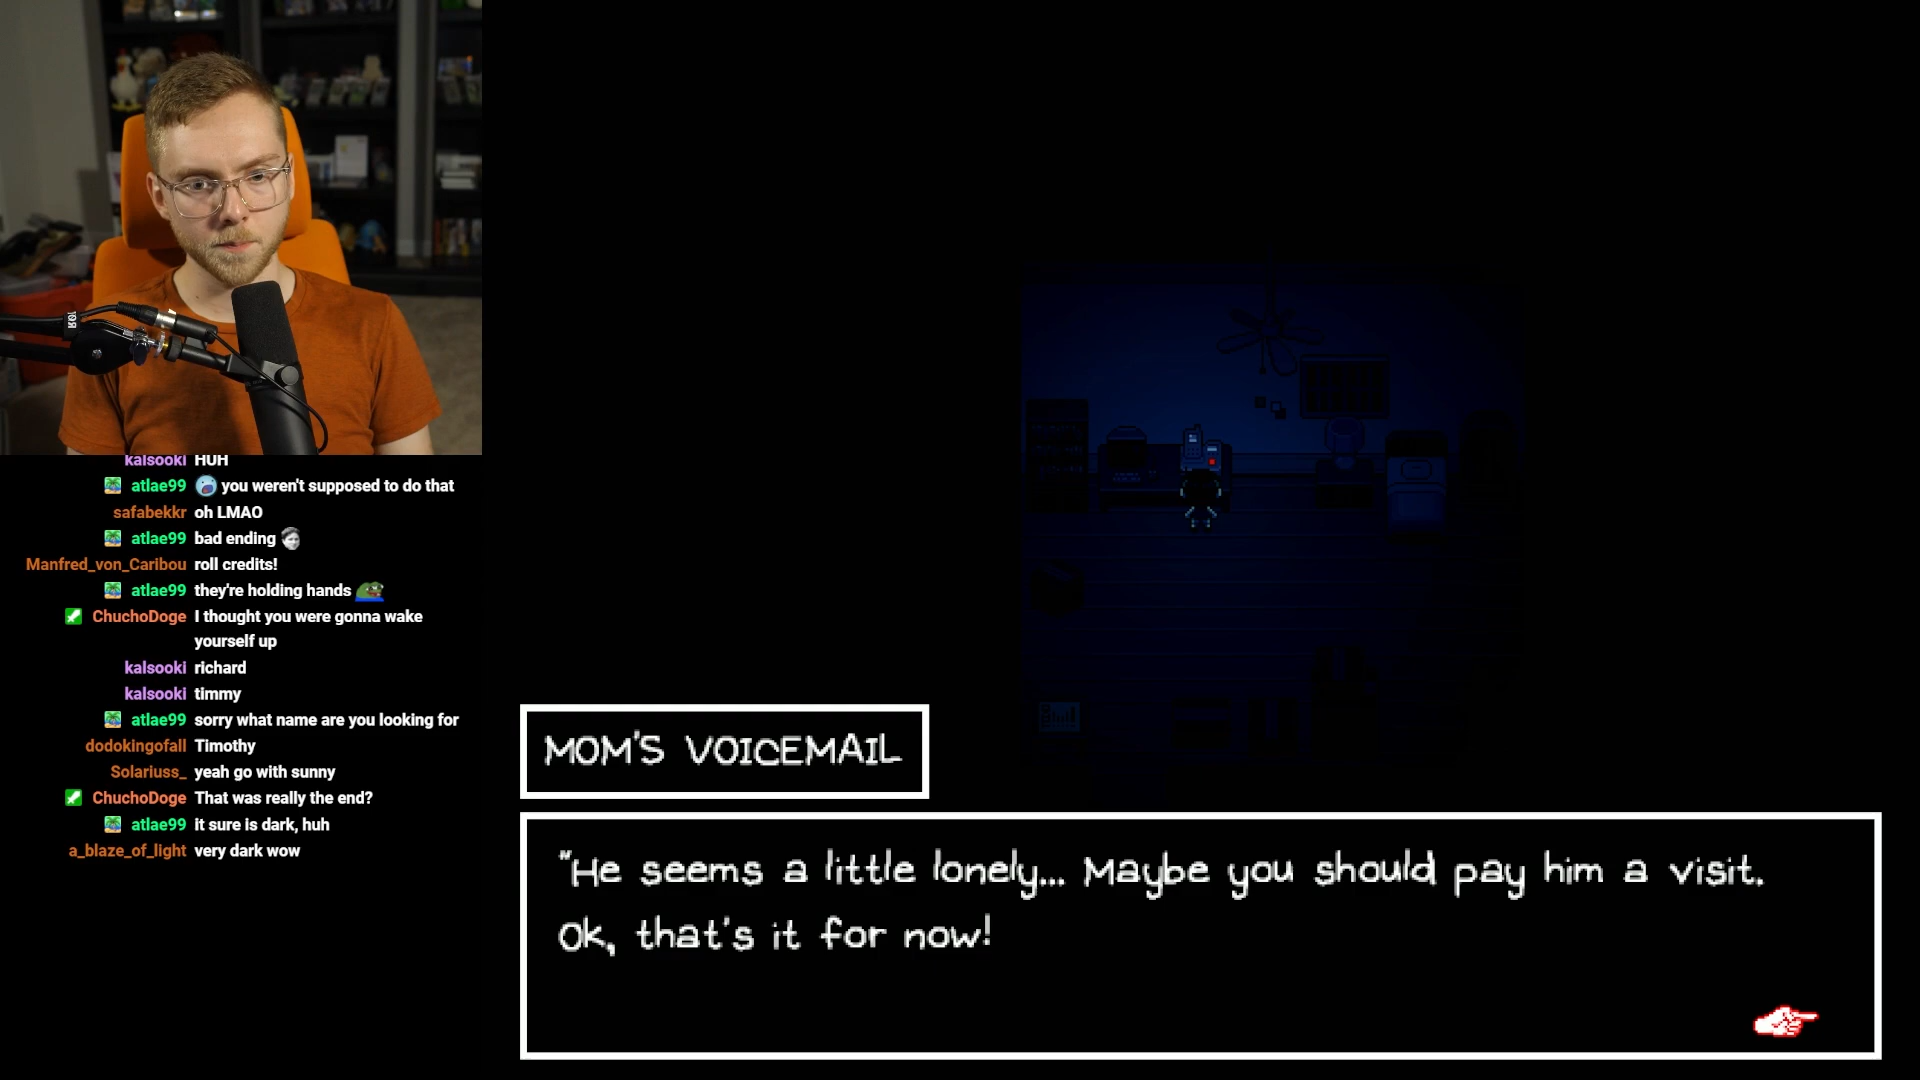 kalsooki HUH
atlae99 you weren't supposed to do that
safabekkr oh LMAO
atlae99 bad ending
Manfred_von_Caribou roll credits!
atlae99 they're holding hands
ChuchoDoge I thought you were gonna wake
yourself up
kalsooki richard
kalsooki timmy
atlae99 sorry what name are you looking for
dodokingofall Timothy
Solariuss_ yeah go with sunny
ChuchoDoge That was really the end?
atlae99 it sure is dark, huh
a_blaze_of_light very dark wow
MOM'S VOICEMAIL
"He seems a little lonely... Maybe you should pay him a visit.
Ok, that's it for now!